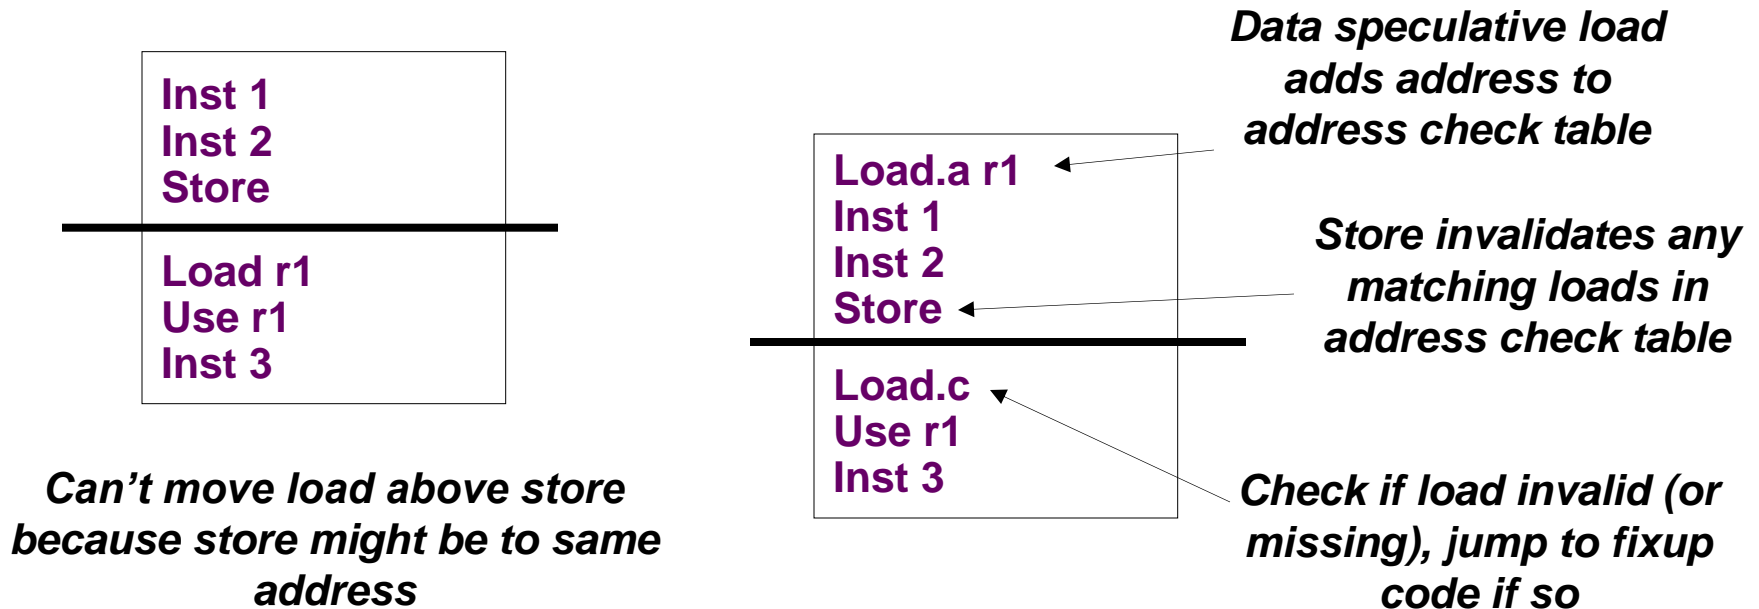 Inst 1
Inst 2
Store
Load r1
Use r1
Inst 3
Can’t move load above store
because store might be to same
address
Load.a r1
Inst 1
Inst 2
Store
Load.c
Use r1
Inst 3
Data speculative load
adds address to
address check table
Store invalidates any
matching loads in
address check table
Check if load invalid (or
missing), jump to fixup
code if so